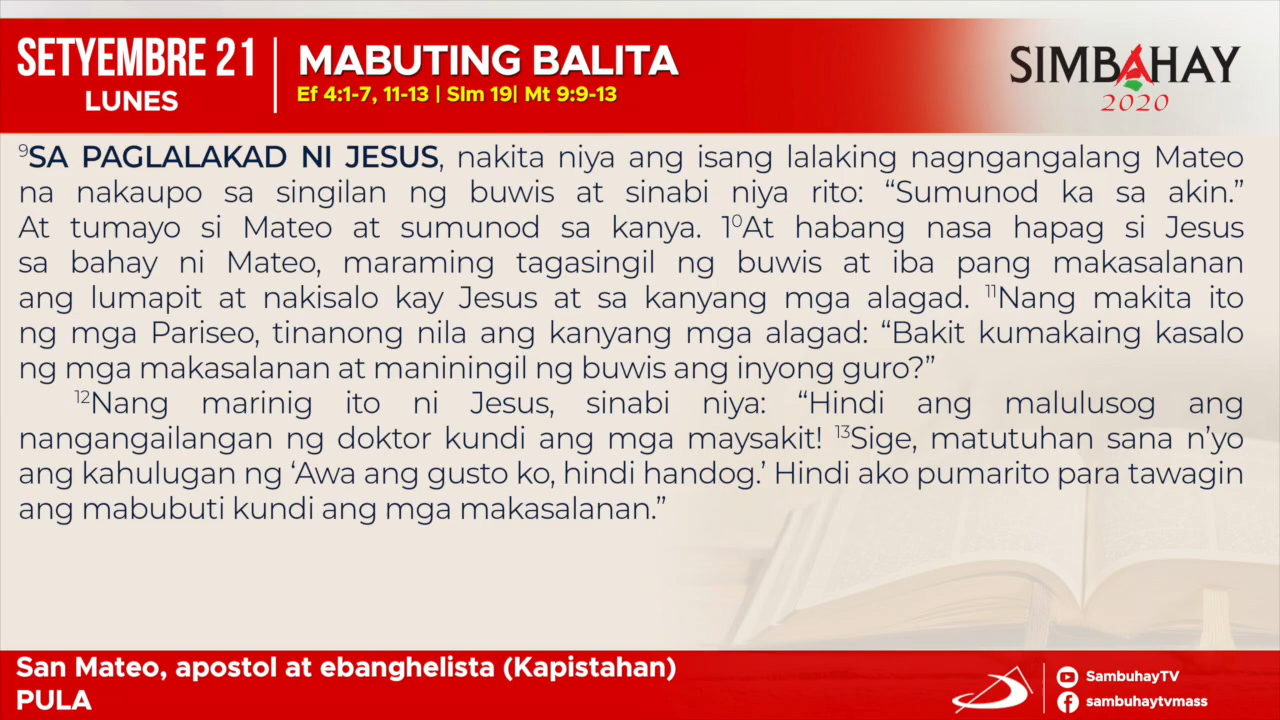 SETYEMBRE 21
LUNES
MABUTING BALITA
Ef 4:1-7, 11-13 | Slm 19| Mt 9:9-13
SIMBAHAY
2020
⁹SA PAGLALAKAD NI JESUS, nakita niya ang isang lalaking nagngangalang Mateo
na nakaupo sa singilan ng buwis at sinabi niya rito: “Sumunod ka sa akin.”
At tumayo si Mateo at sumunod sa kanya. 1⁰At habang nasa hapag si Jesus
sa bahay ni Mateo, maraming tagasingil ng buwis at iba pang makasalanan
ang lumapit at nakisalo kay Jesus at sa kanyang mga alagad. ¹¹Nang makita ito
ng mga Pariseo, tinanong nila ang kanyang mga alagad: “Bakit kumakaing kasalo
ng mga makasalanan at maniningil ng buwis ang inyong guro?”
¹²Nang marinig ito ni Jesus, sinabi niya: “Hindi ang malulusog ang
nangangailangan ng doktor kundi ang mga maysakit! ¹³Sige, matutuhan sana n’yo
ang kahulugan ng ‘Awa ang gusto ko, hindi handog.’ Hindi ako pumarito para tawagin
ang mabubuti kundi ang mga makasalanan.”
San Mateo, apostol at ebanghelista (Kapistahan)
PULA
SambuhayTV
sambuhaytvmass